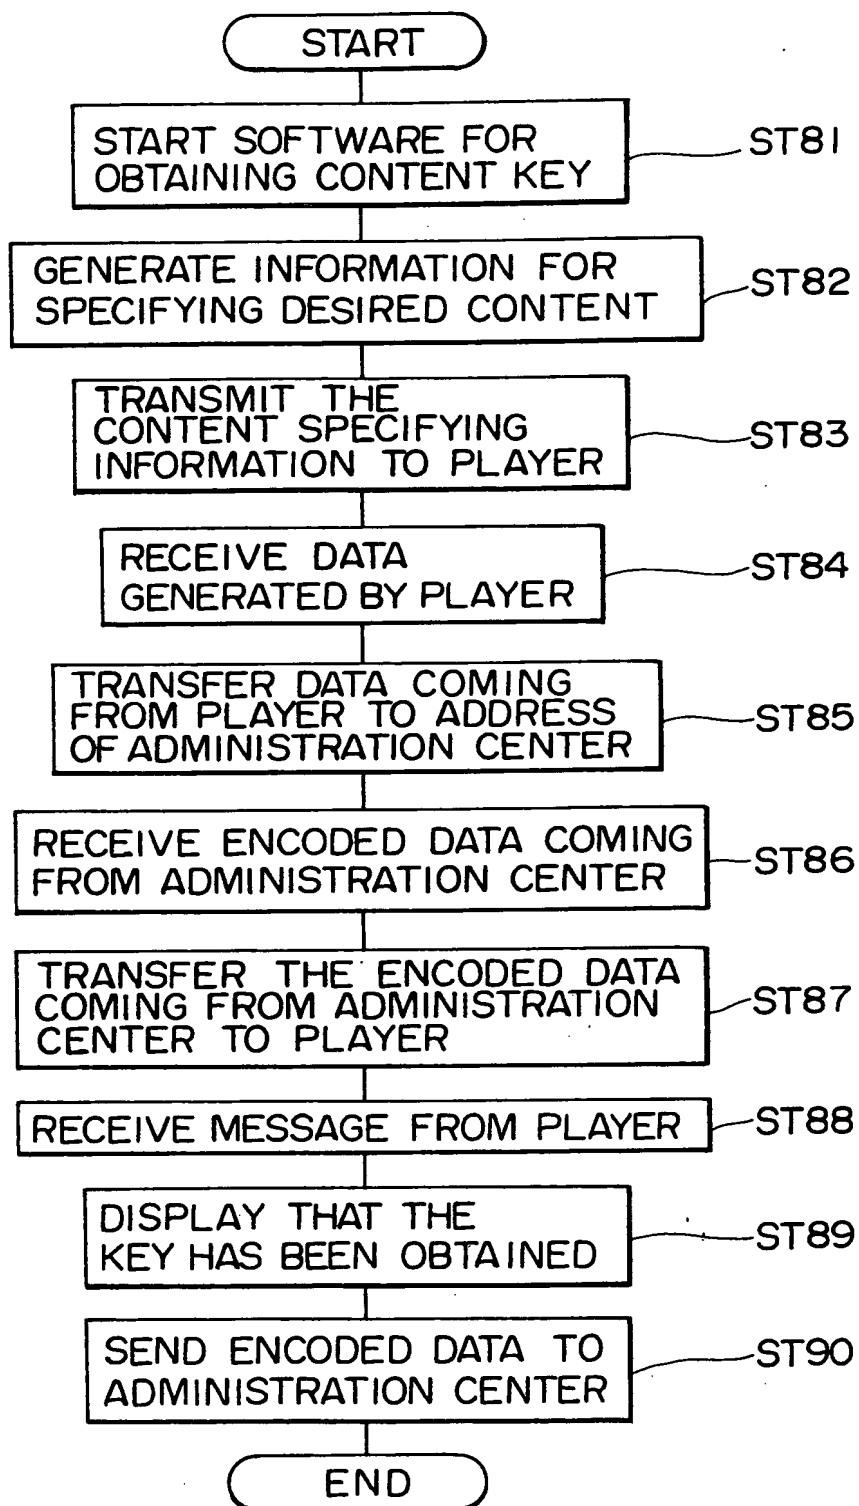 START
START SOFTWARE FOR
OBTAINING CONTENT KEY
ST81
GENERATE INFORMATION FOR
SPECIFYING DESIRED CONTENT
ST82
TRANSMIT THE
CONTENT SPECIFYING
INFORMATION TO PLAYER
ST83
RECEIVE DATA
GENERATED BY PLAYER
ST84
TRANSFER DATA COMING
FROM PLAYER TO ADDRESS
OF ADMINISTRATION CENTER
ST85
RECEIVE ENCODED DATA COMING
FROM ADMINISTRATION CENTER
ST86
TRANSFER THE ENCODED DATA
COMING FROM ADMINISTRATION
CENTER TO PLAYER
ST87
RECEIVE MESSAGE FROM PLAYER
ST88
DISPLAY THAT THE
KEY HAS BEEN OBTAINED
ST89
SEND ENCODED DATA TO
ADMINISTRATION CENTER
ST90
END